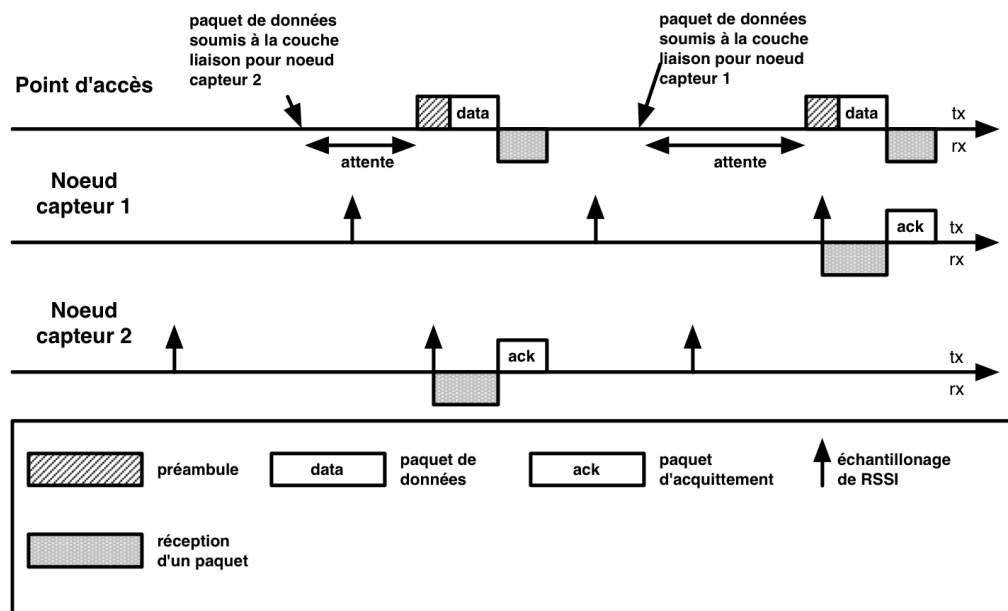 paquet de données
soumis à la couche
liaison pour noeud
capteur 2
paquet de données
soumis à la couche
liaison pour noeud
capteur 1
Point d'accès
data
data
tx
rx
attente
attente
Noeud
capteur 1
ack
tx
rx
Noeud
capteur 2
ack
tx
rx
préambule
data
paquet de
données
ack
paquet
d'acquittement
échantillonage
de RSSI
réception
d'un paquet